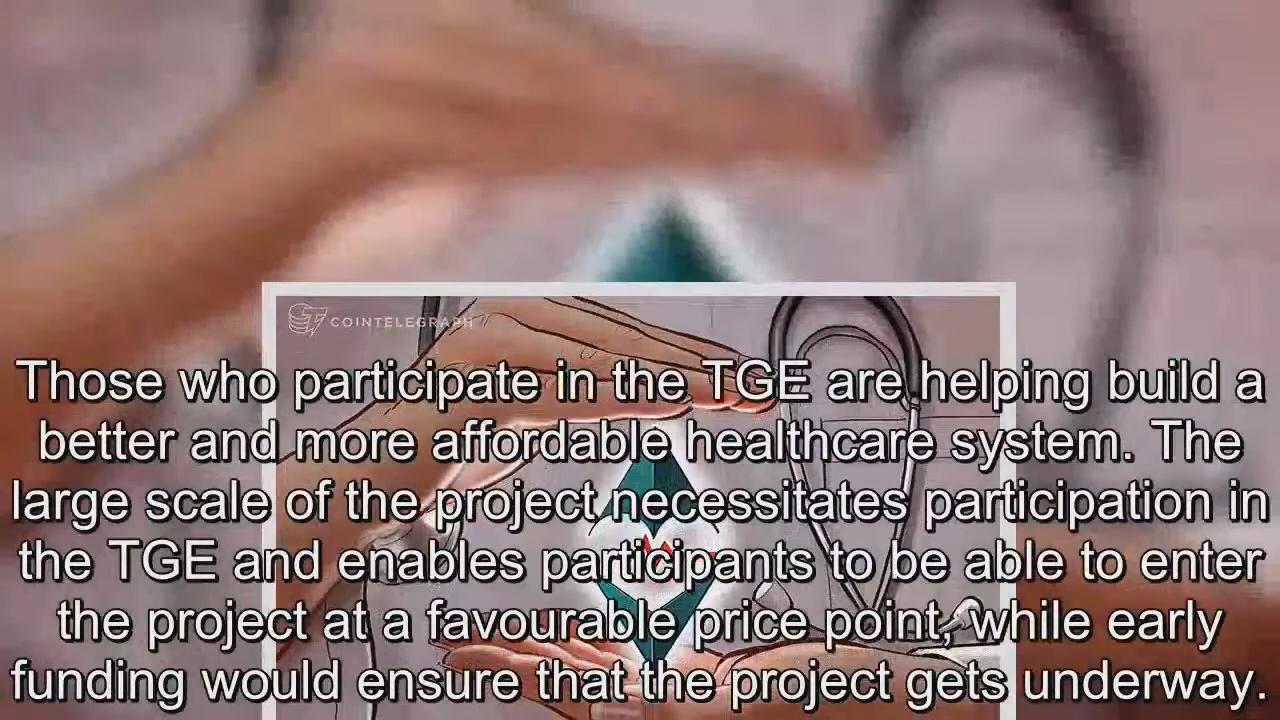 COINTELEGRAPH
Those who participate in the TGE are helping build a
better and more affordable healthcare system. The
large scale of the project necessitates participation in
the TGE and enables participants to be able to enter
the project at a favourable price point, while early
funding would ensure that the project gets underway.